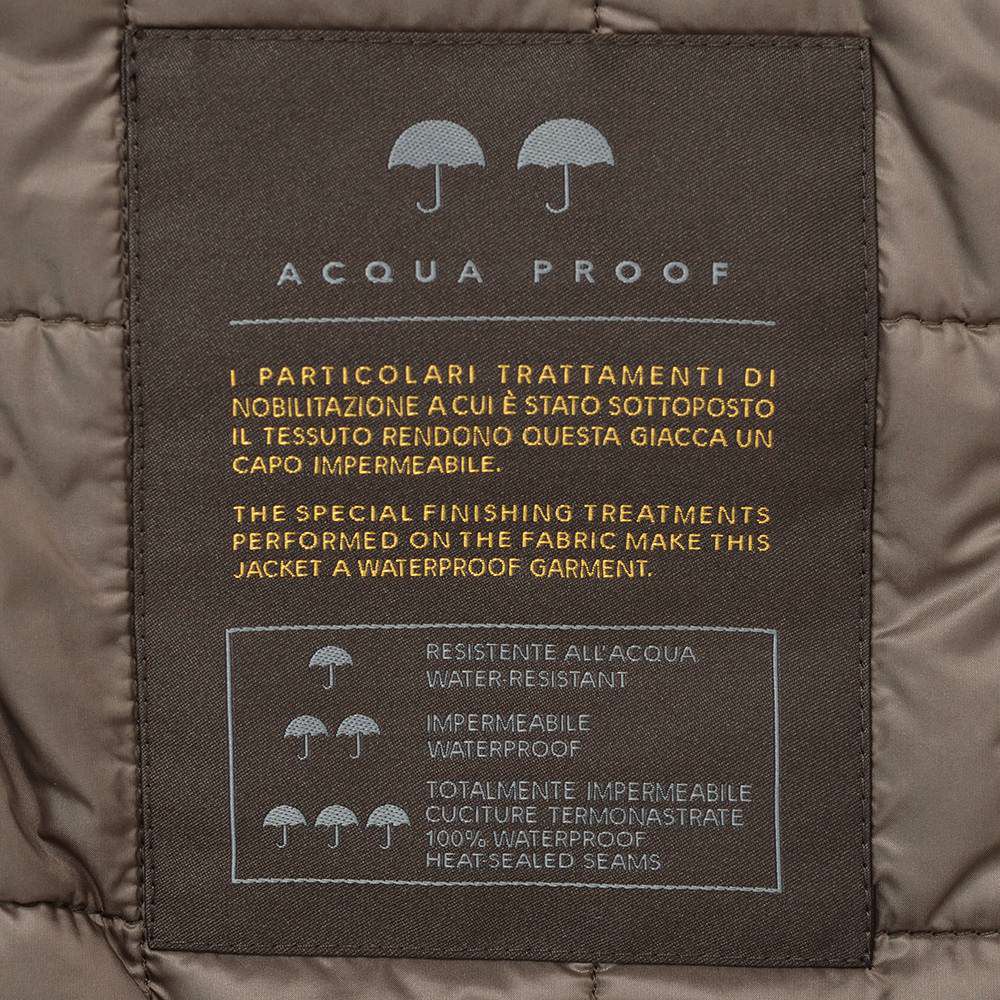 ACQUA PROOF
I PARTICOLARI TRATTAMENTI DI
NOBILITAZIONE A CUI È STATO SOTTOPOSTO
IL TESSUTO RENDONO QUESTA GIACCA UN
CAPO IMPERMEABILE.
THE SPECIAL FINISHING TREATMENTS
PERFORMED ON THE FABRIC MAKE THIS
JACKET A WATERPROOF GARMENT.
RESISTENTE ALL'ACQUA
WATER-RESISTANT
IMPERMEABILE
WATERPROOF
TOTALMENTE IMPERMEABILE
CUCITURE TERMONASTRATE
100% WATERPROOF
HEAT-SEALED SEAMS